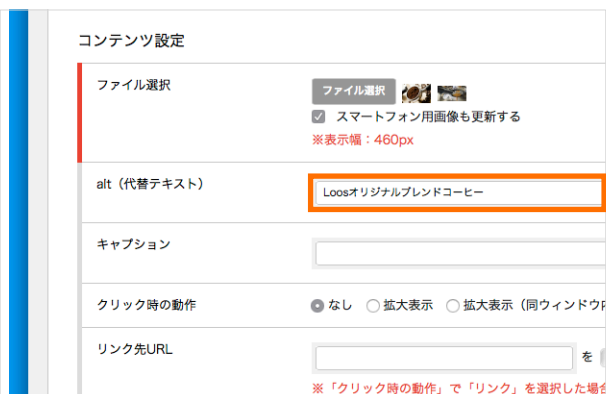 コンテンツ設定
ファイル選択
ファイル選択
スマートフォン用画像も更新する
※表示幅：460px
alt（代替テキスト）
Loosオリジナルブレンドコーヒー
キャプション
クリック時の動作
なし 拡大表示 拡大表示（同ウィンドウ内
リンク先URL
を
※「クリック時の動作」で「リンク」を選択した場合